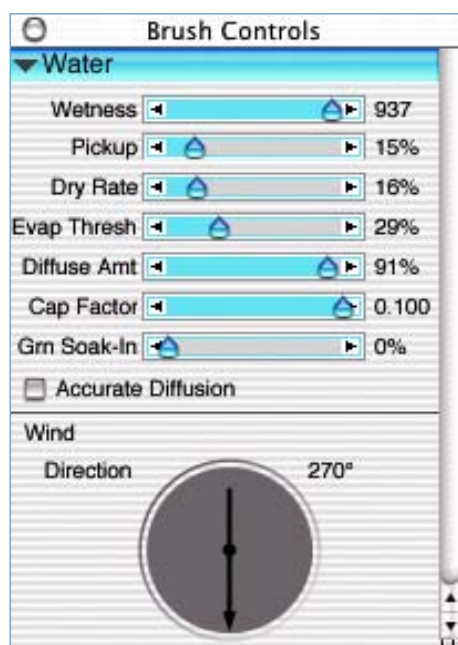 Brush Controls
Water
Wetness 937
Pickup 15%
Dry Rate 16%
Evap Thresh 29%
Diffuse Amt 91%
Cap Factor 0.100
Grn Soak-In 0%
Accurate Diffusion
Wind
Direction 270°